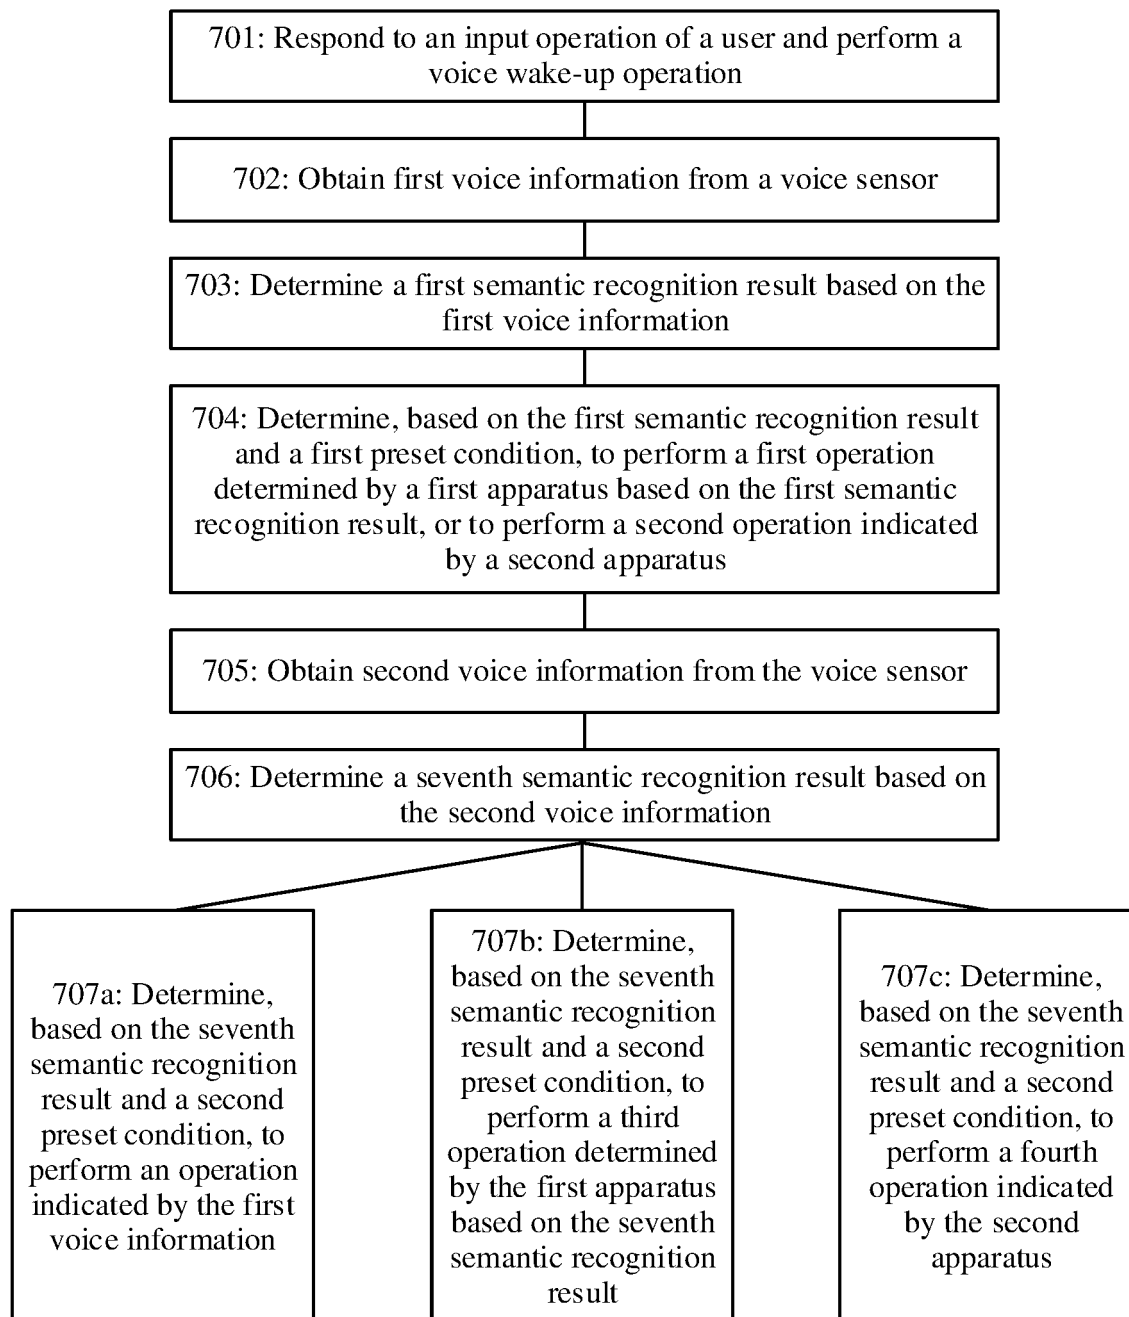 701: Respond to an input operation of a user and perform a
voice wake-up operation
702: Obtain first voice information from a voice sensor
703: Determine a first semantic recognition result based on the
first voice information
704: Determine, based on the first semantic recognition result
and a first preset condition, to perform a first operation
determined by a first apparatus based on the first semantic
recognition result, or to perform a second operation indicated
by a second apparatus
705: Obtain second voice information from the voice sensor
706: Determine a seventh semantic recognition result based on
the second voice information
707a: Determine,
based on the seventh
semantic recognition
result and a second
preset condition, to
perform an operation
indicated by the first
voice information
707b: Determine,
based on the seventh
semantic recognition
result and a second
preset condition, to
perform a third
operation determined
by the first apparatus
based on the seventh
semantic recognition
result
707c: Determine,
based on the seventh
semantic recognition
result and a second
preset condition, to
perform a fourth
operation indicated
by the second
apparatus